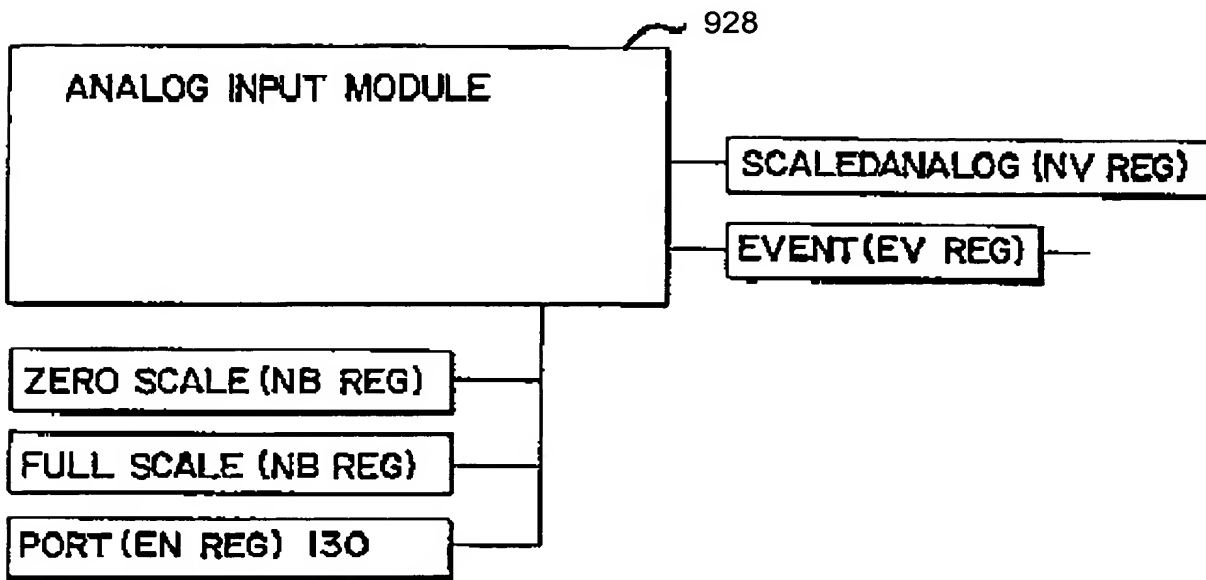 928
ANALOG INPUT MODULE
SCALEDANALOG (NV REG)
EVENT (EV REG)
ZERO SCALE (NB REG)
FULL SCALE (NB REG)
PORT (EN REG) 130